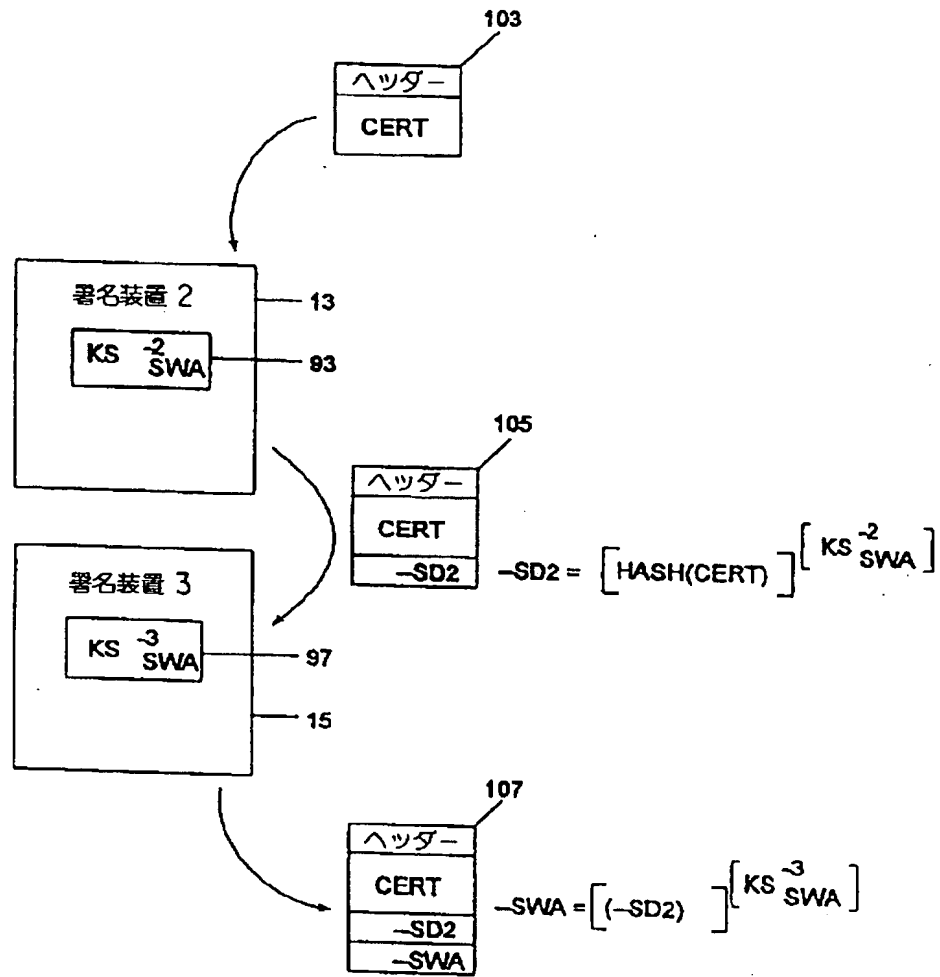 103
ヘッダー
CERT
署名装置 2
13
KS -2 SWA
93
105
ヘッダー
CERT
–SD2
–SD2 = [HASH(CERT)] [KS -2 SWA]
署名装置 3
KS -3 SWA
97
15
107
ヘッダー
CERT
–SD2
–SWA
–SWA = [(–SD2)] [KS -3 SWA]